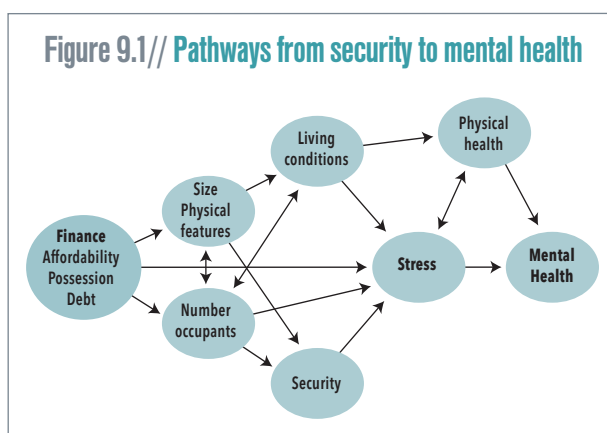 Figure 9.1// Pathways from security to mental health
Living
conditions
Physical
health
Size
Physical
features
Finance
Affordability
Possession
Debt
Stress
Mental
Health
Number
occupants
Security